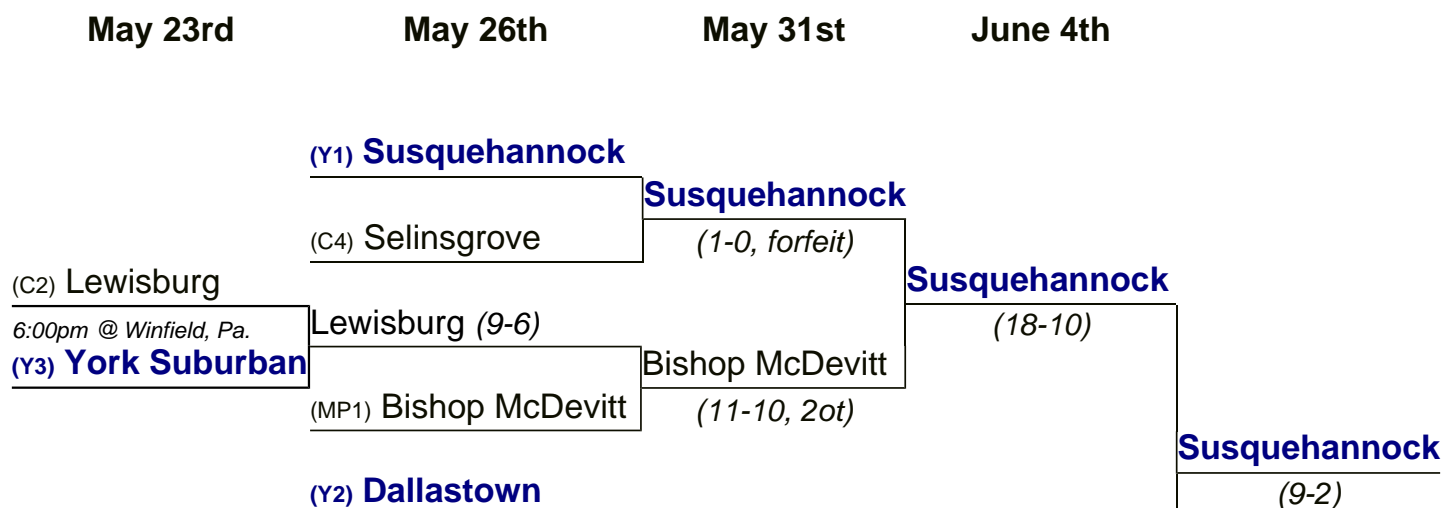 May 23rd May 26th May 31st June 4th
(Y1) Susquehannock
Susquehannock
(C4) Selinsgrove
(1-0, forfeit)
(C2) Lewisburg
Susquehannock
6:00pm @ Winfield, Pa.
Lewisburg (9-6)
(18-10)
(Y3) York Suburban
Bishop McDevitt
(MP1) Bishop McDevitt
(11-10, 2ot)
Susquehannock
(Y2) Dallastown
(9-2)